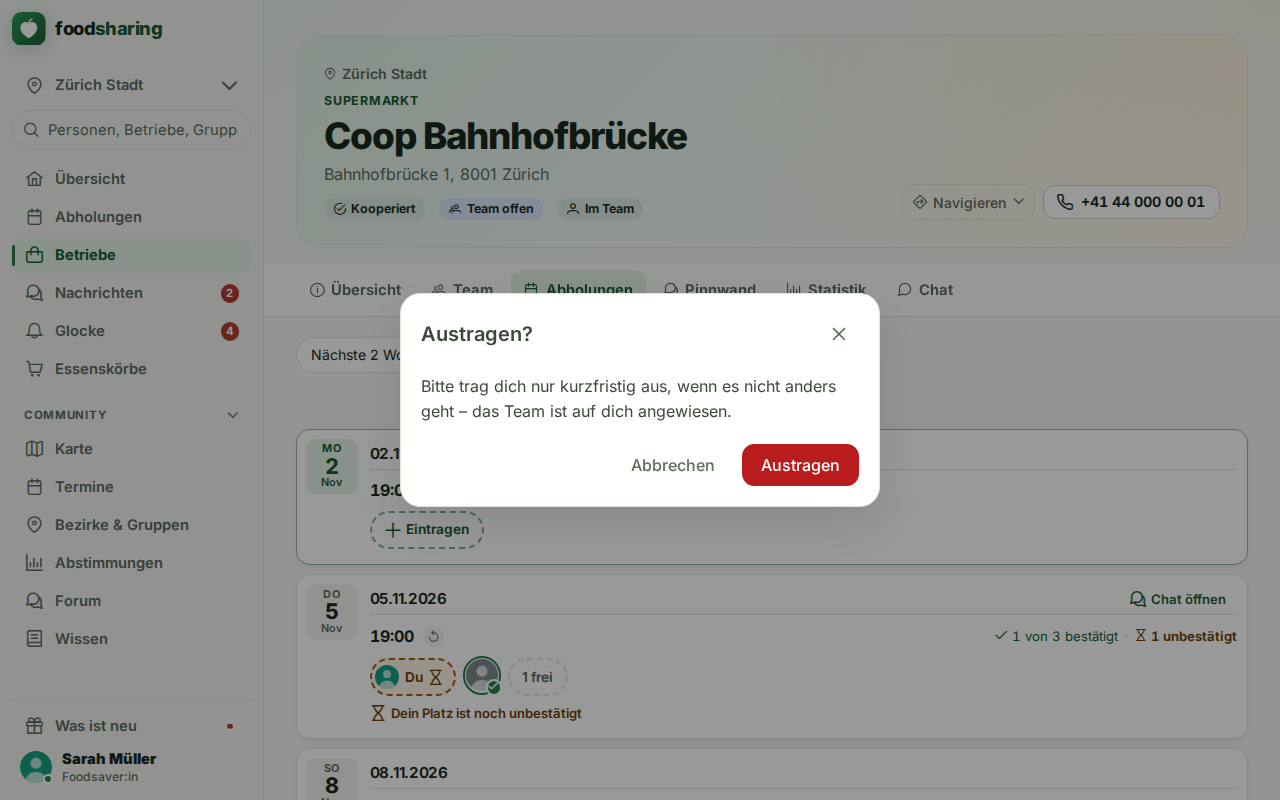 foodsharing
Zürich Stadt
Personen, Betriebe, Grupp
Übersicht
Abholungen
Betriebe
Nachrichten 2
Glocke 4
Essenskörbe
COMMUNITY
Karte
Termine
Bezirke & Gruppen
Abstimmungen
Forum
Wissen
Was ist neu
Sarah Müller
Foodsaver:in
Zürich Stadt
SUPERMARKT
Coop Bahnhofbrücke
Bahnhofbrücke 1, 8001 Zürich
Kooperiert Team offen Im Team
Navigieren +41 44 000 00 01
Übersicht Team Abholungen Pinnwand Statistik Chat
Nächste 2 Wo
Austragen?
Bitte trag dich nur kurzfristig aus, wenn es nicht anders
geht – das Team ist auf dich angewiesen.
Abbrechen Austragen
MO
2
Nov
02.1
19:0
Eintragen
DO
5
Nov
05.11.2026 Chat öffnen
19:00 1 von 3 bestätigt · 1 unbestätigt
Du 1 frei
Dein Platz ist noch unbestätigt
SO
8
08.11.2026